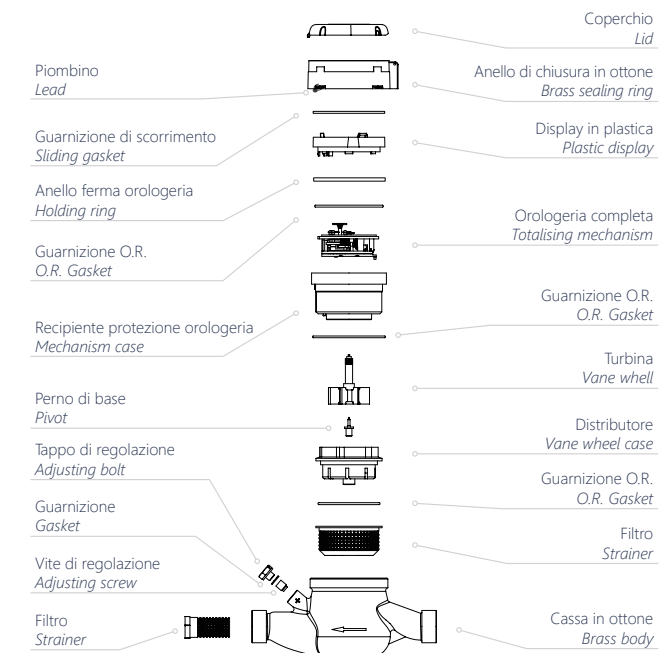 Coperchio
Lid
Piombino
Lead
Anello di chiusura in ottone
Brass sealing ring
Guarnizione di scorrimento
Sliding gasket
Display in plastica
Plastic display
Anello ferma orologeria
Holding ring
Orologeria completa
Totalising mechanism
Guarnizione O.R.
O.R. Gasket
Guarnizione O.R.
O.R. Gasket
Recipiente protezione orologeria
Mechanism case
Turbina
Vane whell
Perno di base
Pivot
Distributore
Vane wheel case
Tappo di regolazione
Adjusting bolt
Guarnizione O.R.
O.R. Gasket
Guarnizione
Gasket
Filtro
Strainer
Vite di regolazione
Adjusting screw
Filtro
Strainer
Cassa in ottone
Brass body